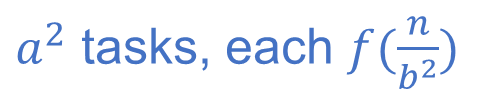 a² tasks, each f(n/b²)